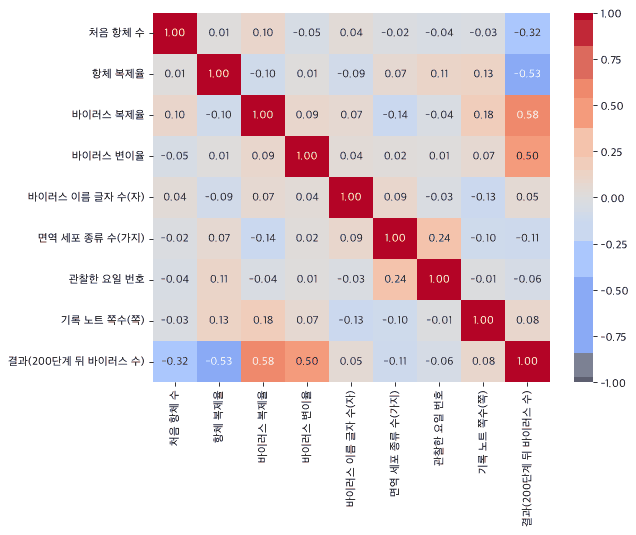 처음 항체 수 1.00 0.01 0.10 -0.05 0.04 -0.02 -0.04 -0.03 -0.32
항체 복제율 0.01 1.00 -0.10 0.01 -0.09 0.07 0.11 0.13 -0.53
바이러스 복제율 0.10 -0.10 1.00 0.09 0.07 -0.14 -0.04 0.18 0.58
바이러스 변이율 -0.05 0.01 0.09 1.00 0.04 0.02 0.01 0.07 0.50
바이러스 이름 글자 수(자) 0.04 -0.09 0.07 0.04 1.00 0.09 -0.03 -0.13 0.05
면역 세포 종류 수(가지) -0.02 0.07 -0.14 0.02 0.09 1.00 0.24 -0.10 -0.11
관찰한 요일 번호 -0.04 0.11 -0.04 0.01 -0.03 0.24 1.00 -0.01 -0.06
기록 노트 쪽수(쪽) -0.03 0.13 0.18 0.07 -0.13 -0.10 -0.01 1.00 0.08
결과(200단계 뒤 바이러스 수) -0.32 -0.53 0.58 0.50 0.05 -0.11 -0.06 0.08 1.00
처음 항체 수
항체 복제율
바이러스 복제율
바이러스 변이율
바이러스 이름 글자 수(자)
면역 세포 종류 수(가지)
관찰한 요일 번호
기록 노트 쪽수(쪽)
결과(200단계 뒤 바이러스 수)
1.00
0.75
0.50
0.25
0.00
-0.25
-0.50
-0.75
-1.00